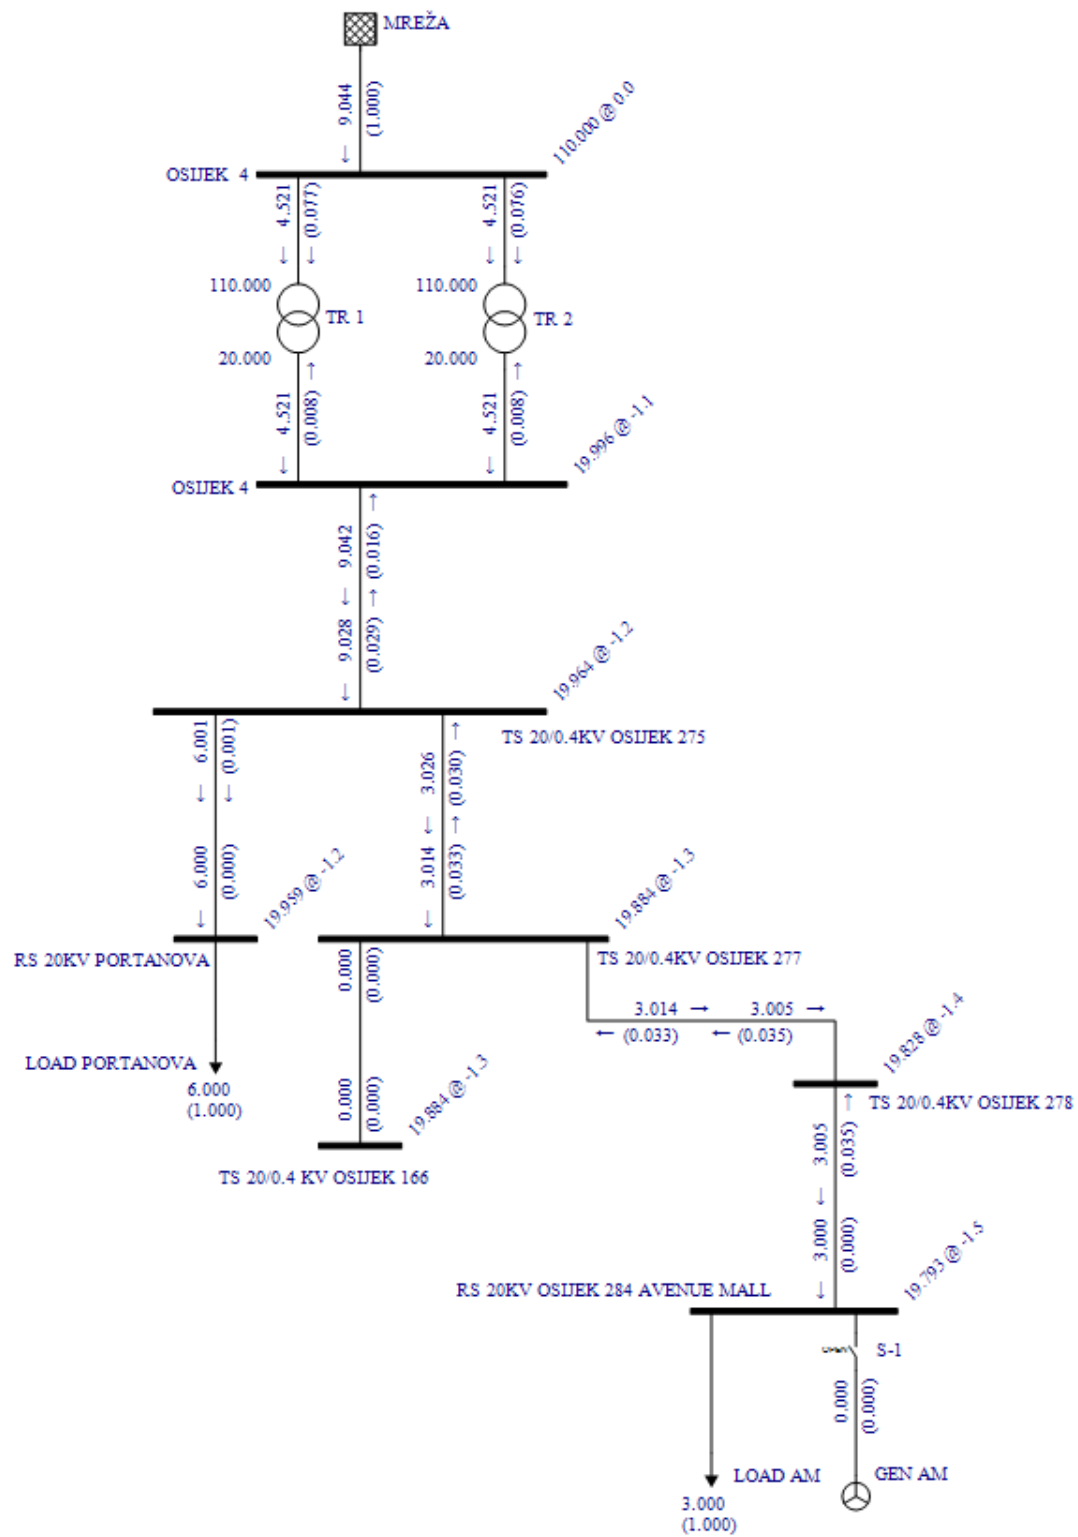 MREŽA
9.044
(1.000)
110.000 @ 0.0
OSIJEK 4
4.521
(0.077)
4.521
(0.076)
110.000
TR 1
20.000
110.000
TR 2
20.000
4.521
(0.008)
4.521
(0.008)
19.996 @ -1.1
OSIJEK 4
9.042
(0.016)
9.028
(0.029)
19.964 @ -1.2
TS 20/0.4KV OSIJEK 275
6.001
(0.001)
3.026
(0.030)
6.000
(0.000)
3.014
(0.033)
19.959 @ -1.2
19.884 @ -1.3
RS 20KV PORTANOVA
TS 20/0.4KV OSIJEK 277
0.000
(0.000)
3.014
3.005
(0.033)
(0.035)
19.828 @ -1.4
LOAD PORTANOVA
6.000
(1.000)
0.000
(0.000)
19.884 @ -1.3
TS 20/0.4KV OSIJEK 278
TS 20/0.4 KV OSIJEK 166
3.005
(0.035)
3.000
(0.000)
19.793 @ -1.5
RS 20KV OSIJEK 284 AVENUE MALL
OPEN
S-1
0.000
(0.000)
LOAD AM
GEN AM
3.000
(1.000)